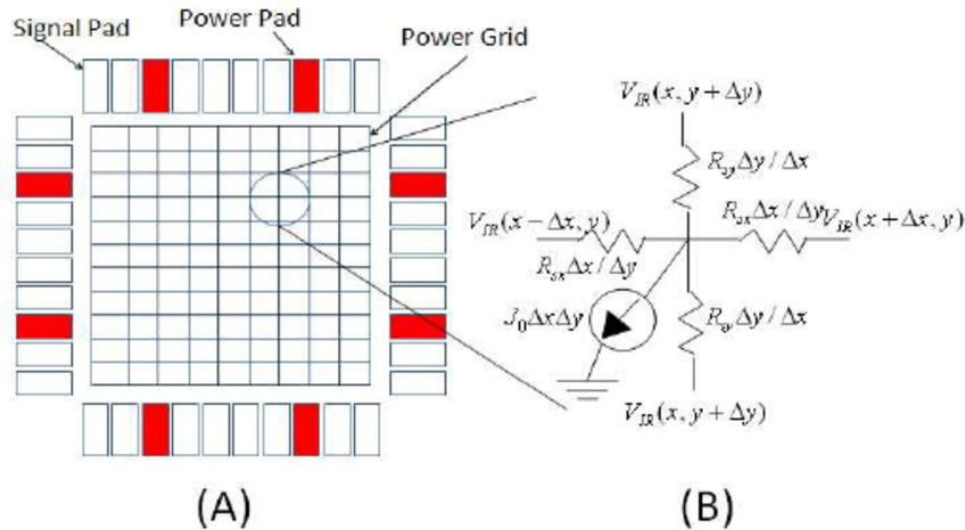 Signal Pad
Power Pad
Power Grid
V_IR(x, y + Δy)
R_sy Δy / Δx
V_IR(x − Δx, y)
R_sx Δx / Δy
V_IR(x + Δx, y)
R_sx Δx / Δy
J_0 Δx Δy
R_sy Δy / Δx
V_IR(x, y + Δy)
(A)
(B)